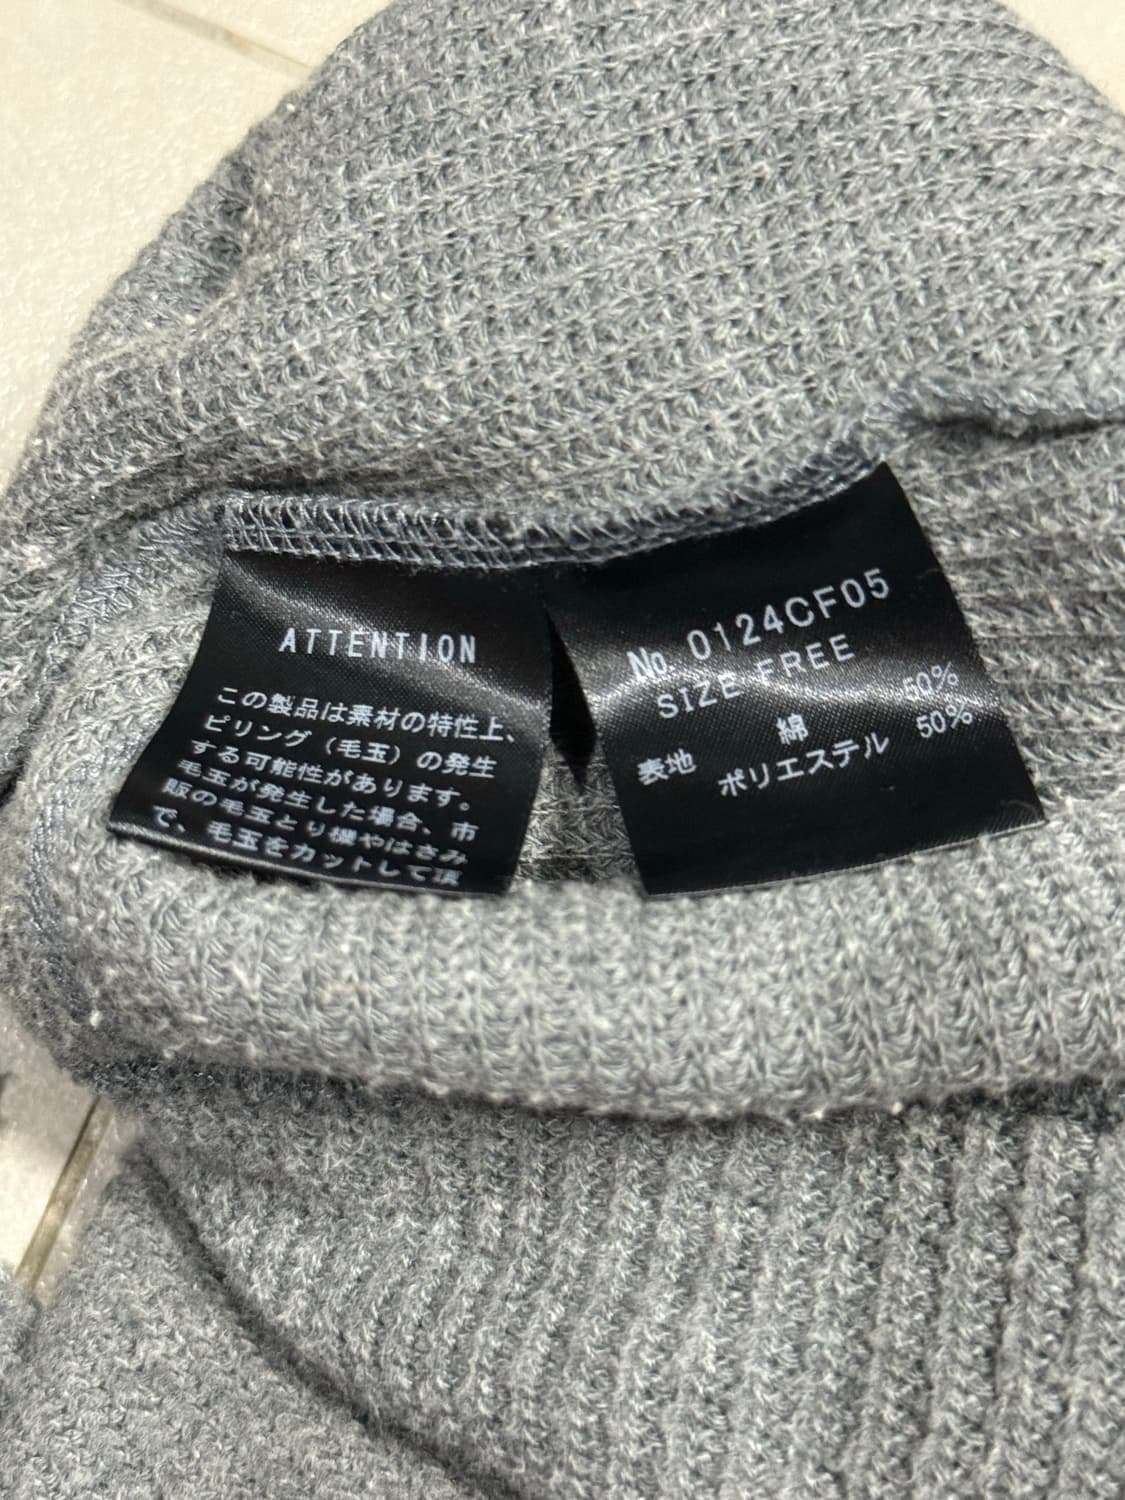 ATTENTION
この製品は素材の特性上、
ピリング（毛玉）の発生
する可能性があります。
毛玉が発生した場合、市
販の毛玉とり機やはさみ
で、毛玉をカットして頂
No. 0124CF05
SIZE FREE
綿 50%
表地 ポリエステル 50%